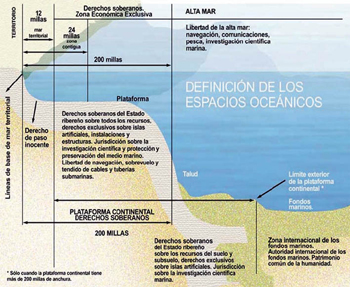 TERRITORIO
12
millas
mar
territorial
Derechos soberanos.
Zona Económica Exclusiva
24
millas
zona
contigua
200 millas
ALTA MAR
Libertad de la alta mar:
navegación, comunicaciones,
pesca, investigación científica
marina.
DEFINICIÓN DE LOS
ESPACIOS OCEÁNICOS
Plataforma
Líneas de base de mar territorial
Derecho
de paso
inocente
Derechos soberanos del Estado
ribereño sobre todos los recursos,
derechos exclusivos sobre islas
artificiales, instalaciones y
estructuras. Jurisdicción sobre la
investigación científica y protección y
preservación del medio marino.
Libertad de navegación, sobrevuelo y
tendido de cables y tuberías
submarinas.
Talud
Límite exterior
de la plataforma
continental *
Fondos
marinos.
PLATAFORMA CONTINENTAL
DERECHOS SOBERANOS
200 MILLAS
Derechos soberanos
del Estado ribereño
sobre los recursos del suelo y
subsuelo, derechos exclusivos
sobre islas artificiales. Jurisdicción
sobre la investigación científica
marina.
Zona internacional de los
fondos marinos.
Autoridad internacional de los
fondos marinos. Patrimonio
común de la humanidad.
* Sólo cuando la plataforma continental tiene
más de 200 millas de anchura.